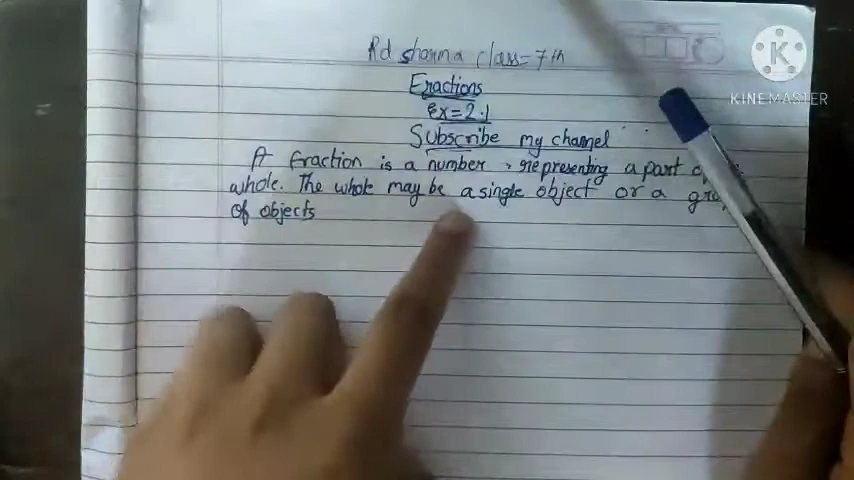 Rd sharma class=7th
Fractions
Ex=2.1
Subscribe my channel
A fraction is a number, representing a part
whole. The whole may be a single object or a
of objects
KINEMASTER